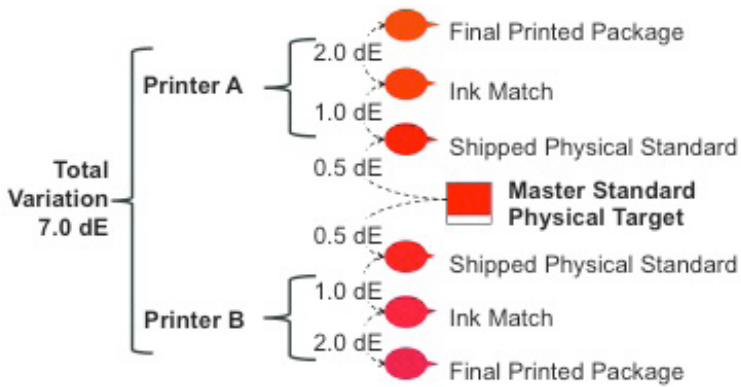 2.0 dE
Final Printed Package
Printer A
Ink Match
1.0 dE
Shipped Physical Standard
0.5 dE
Total
Variation
7.0 dE
Master Standard
Physical Target
0.5 dE
Shipped Physical Standard
1.0 dE
Printer B
Ink Match
2.0 dE
Final Printed Package